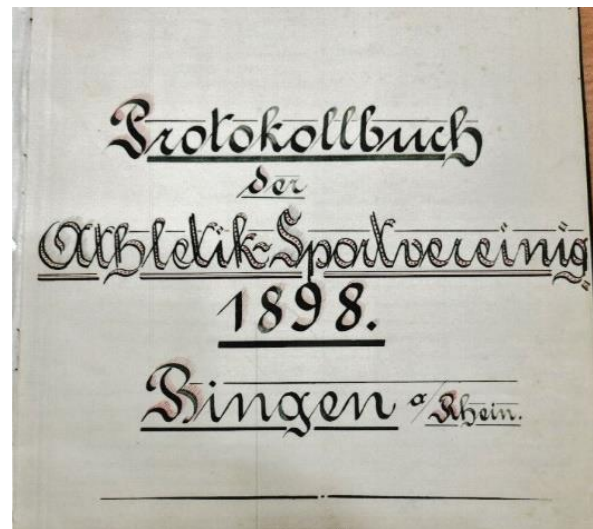 Protokollbuch
der
Athletik-Sportvereinig"
1898.
Bingen a/Rhein.